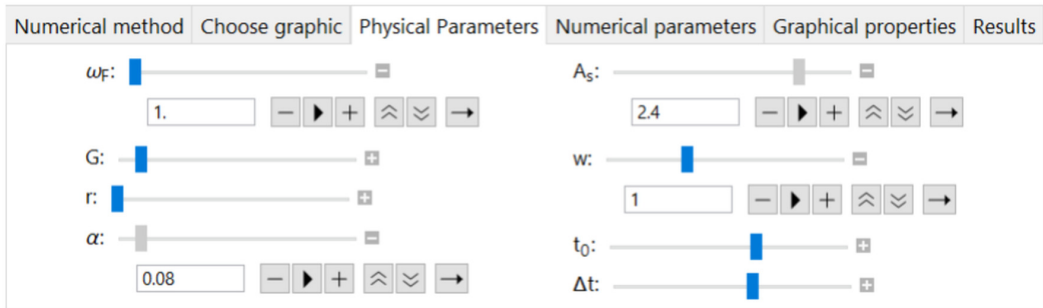 Numerical method Choose graphic Physical Parameters Numerical parameters Graphical properties Results
ωF: As:
1. 2.4
G: w:
r: 1
α: t0:
0.08 Δt: